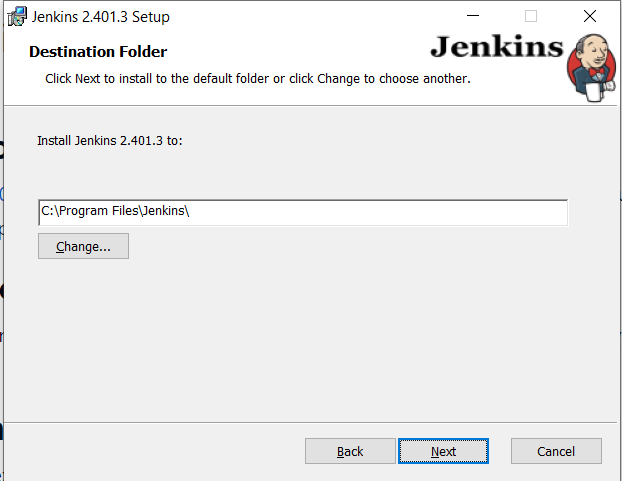 Jenkins 2.401.3 Setup
Destination Folder
Click Next to install to the default folder or click Change to choose another.
Jenkins
Install Jenkins 2.401.3 to:
C:\Program Files\Jenkins\
Change...
Back
Next
Cancel